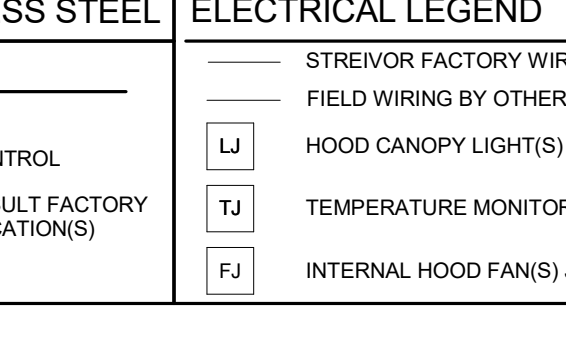 SS STEEL
NTROL
ULT FACTORY
CATION(S)
ELECTRICAL LEGEND
STREIVOR FACTORY WIR
FIELD WIRING BY OTHER
LJ HOOD CANOPY LIGHT(S)
TJ TEMPERATURE MONITOR
FJ INTERNAL HOOD FAN(S)